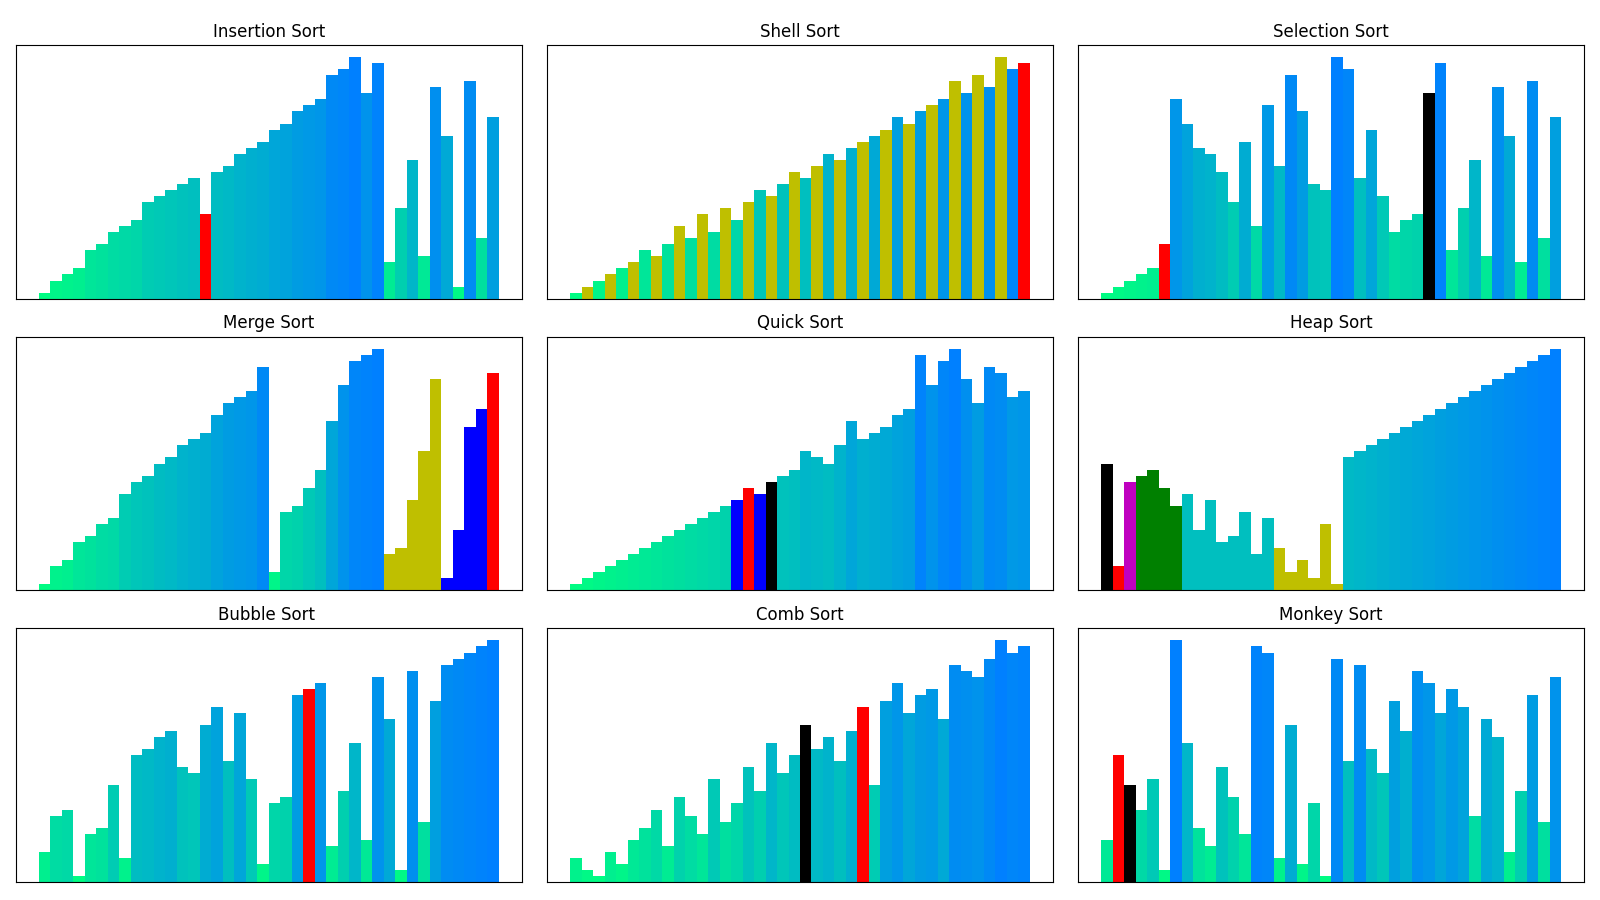 Insertion Sort
Shell Sort
Selection Sort
Merge Sort
Quick Sort
Heap Sort
Bubble Sort
Comb Sort
Monkey Sort